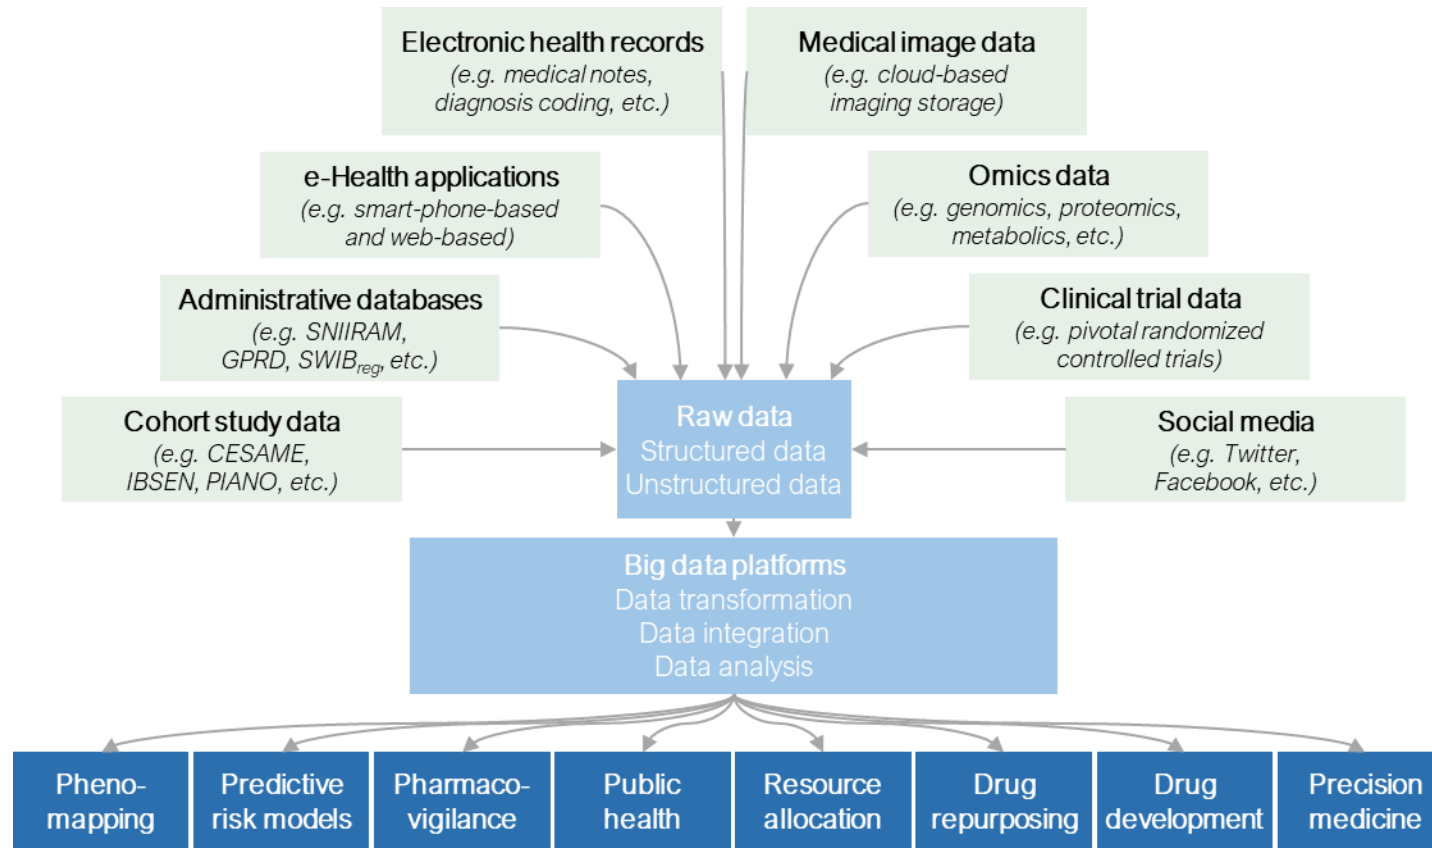 Electronic health records
(e.g. medical notes,
diagnosis coding, etc.)
Medical image data
(e.g. cloud-based
imaging storage)
e-Health applications
(e.g. smart-phone-based
and web-based)
Omics data
(e.g. genomics, proteomics,
metabolics, etc.)
Administrative databases
(e.g. SNIIRAM,
GPRD, SWIBreg, etc.)
Clinical trial data
(e.g. pivotal randomized
controlled trials)
Cohort study data
(e.g. CESAME,
IBSEN, PIANO, etc.)
Raw data
Structured data
Unstructured data
Social media
(e.g. Twitter,
Facebook, etc.)
Big data platforms
Data transformation
Data integration
Data analysis
Pheno-
mapping
Predictive
risk models
Pharmaco-
vigilance
Public
health
Resource
allocation
Drug
repurposing
Drug
development
Precision
medicine